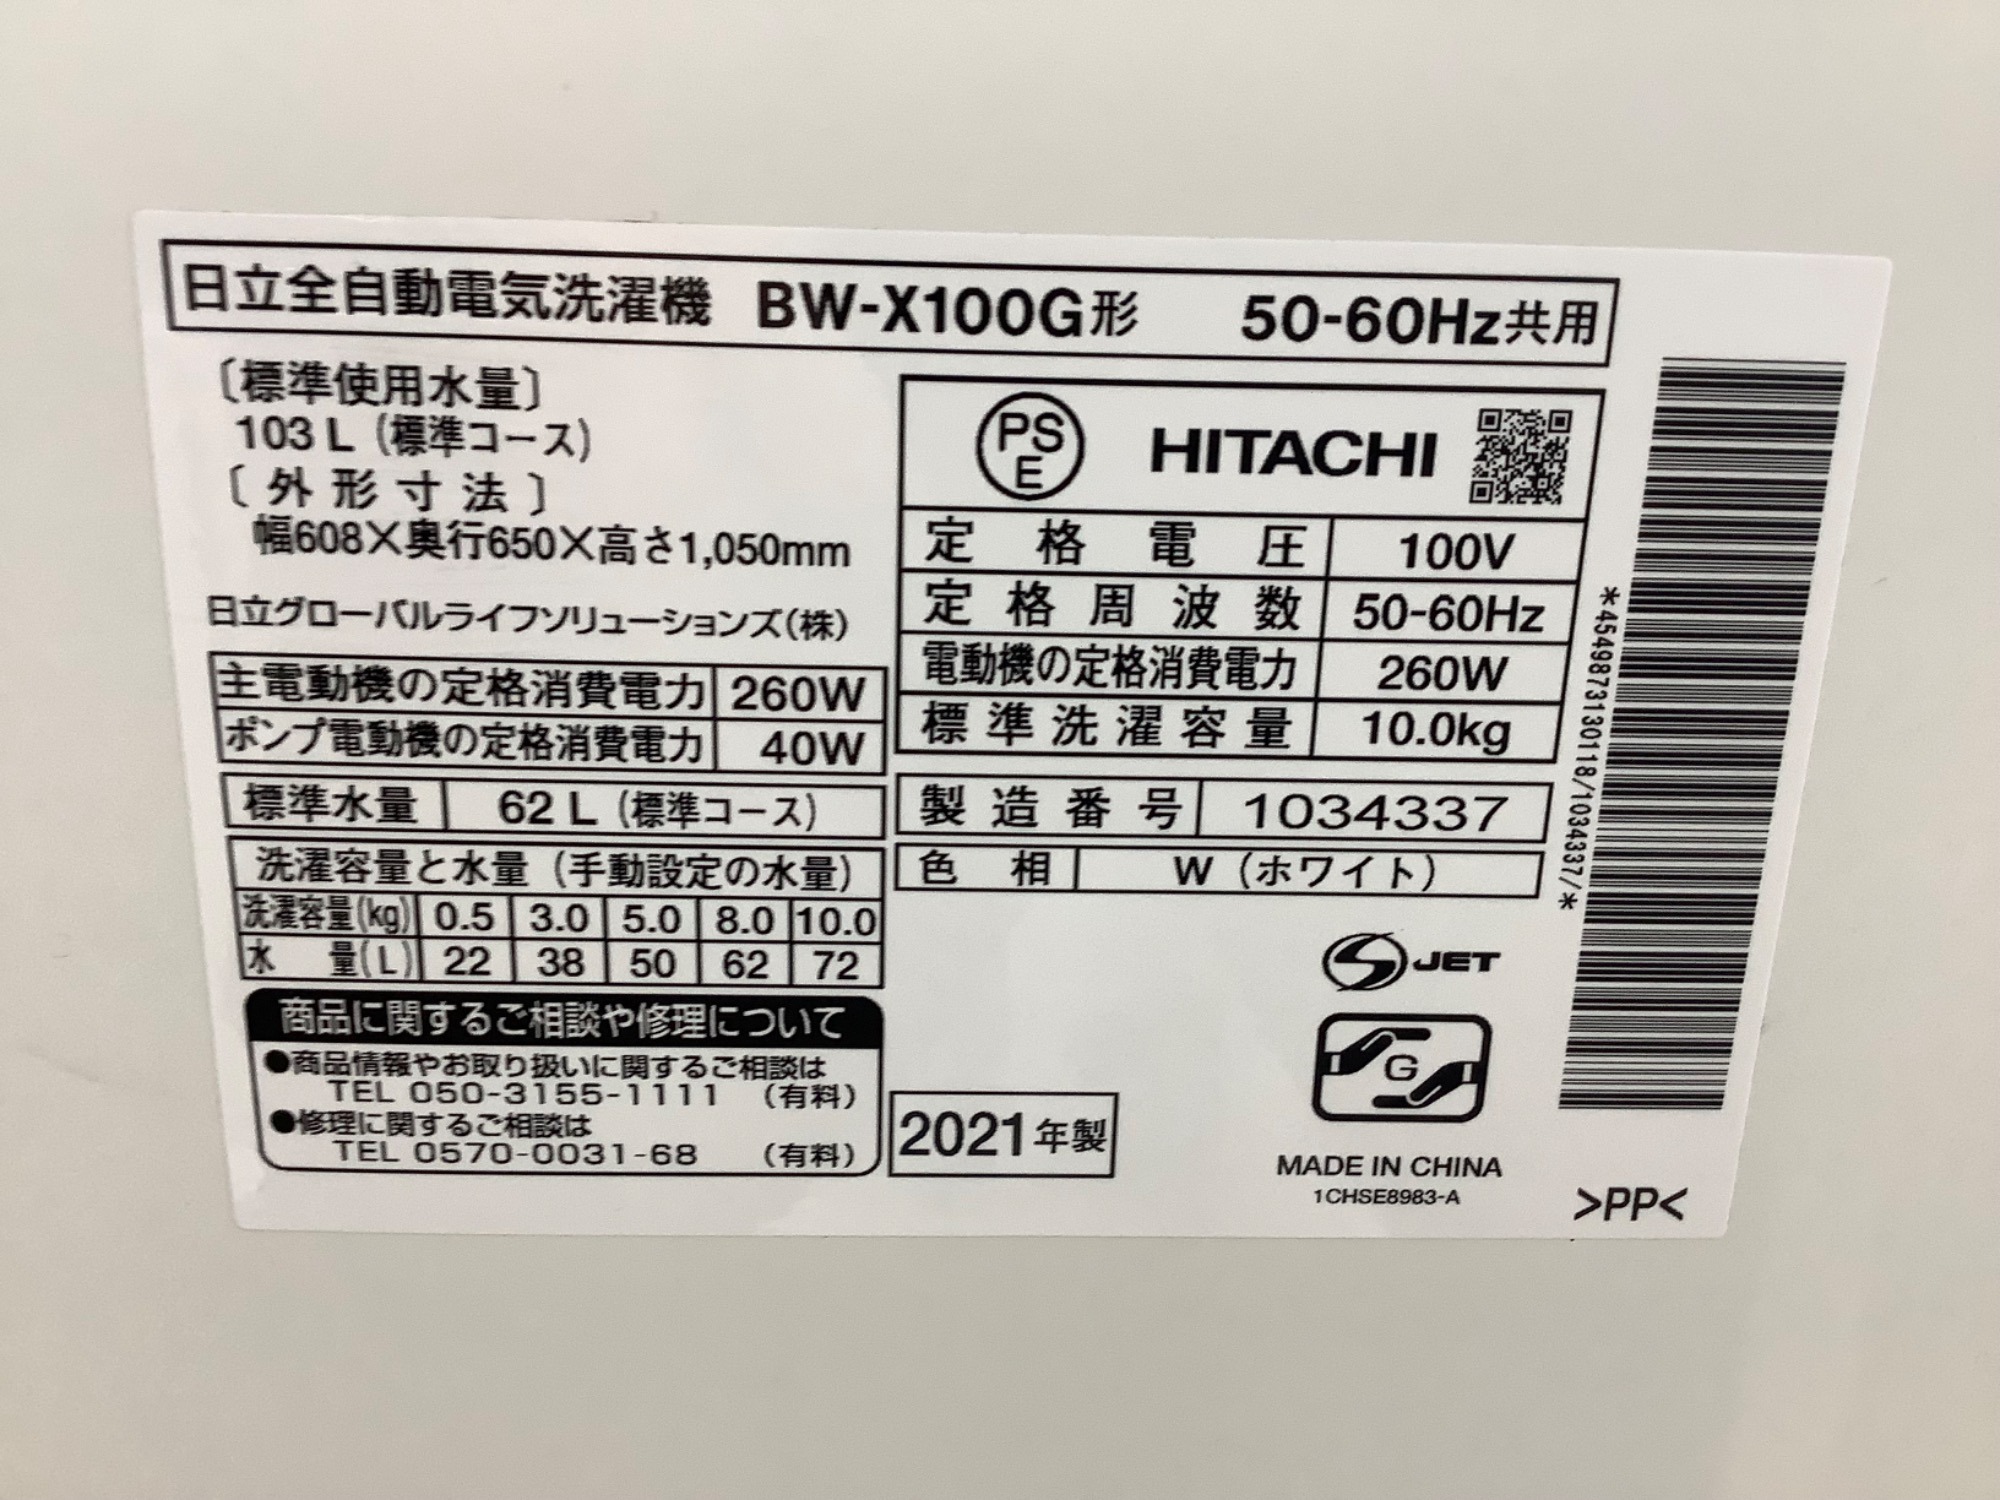 日立全自動電気洗濯機 BW-X100G形 50-60Hz共用
〔標準使用水量〕
103 L（標準コース）
〔外形寸法〕
幅608×奥行650×高さ1,050mm
日立グローバルライフソリューションズ（株）
主電動機の定格消費電力 260W
ポンプ電動機の定格消費電力 40W
標準水量 62 L（標準コース）
洗濯容量と水量（手動設定の水量）
洗濯容量(kg) 0.5 3.0 5.0 8.0 10.0
水量(L) 22 38 50 62 72
商品に関するご相談や修理について
●商品情報やお取り扱いに関するご相談は
TEL 050-3155-1111 （有料）
●修理に関するご相談は
TEL 0570-0031-68 （有料）
PS
E
HITACHI
定格電圧 100V
定格周波数 50-60Hz
電動機の定格消費電力 260W
標準洗濯容量 10.0kg
製造番号 1034337
色相 W（ホワイト）
S JET
G
2021年製
MADE IN CHINA
1CHSE8983-A
>PP<
*4549873130118/1034337/*